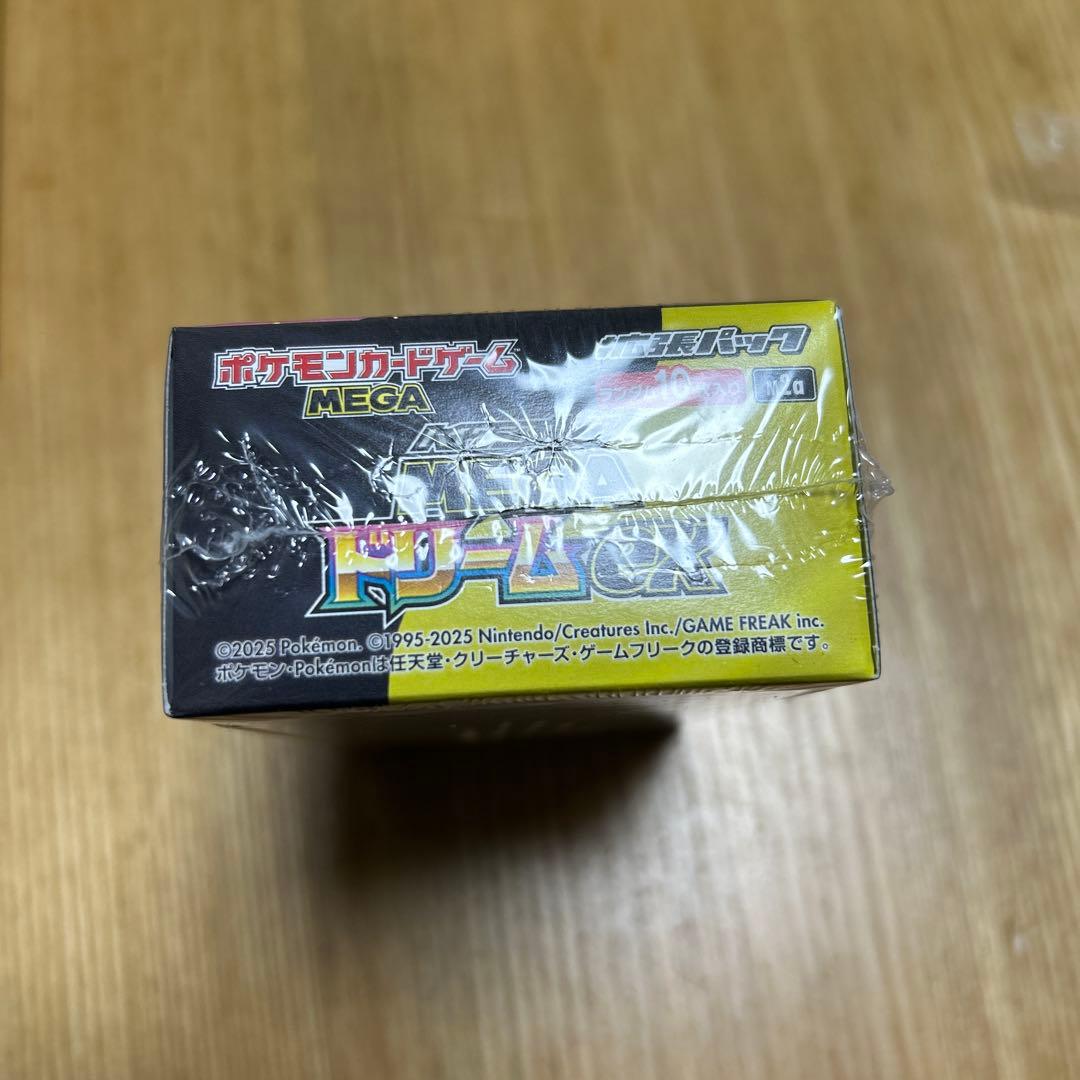 ポケモンカードゲーム
MEGA
拡張パック
10
M2a
MEGA
ドリームex
©2025 Pokémon. ©1995-2025 Nintendo/Creatures Inc./GAME FREAK inc.
ポケモン・Pokémonは任天堂・クリーチャーズ・ゲームフリークの登録商標です。